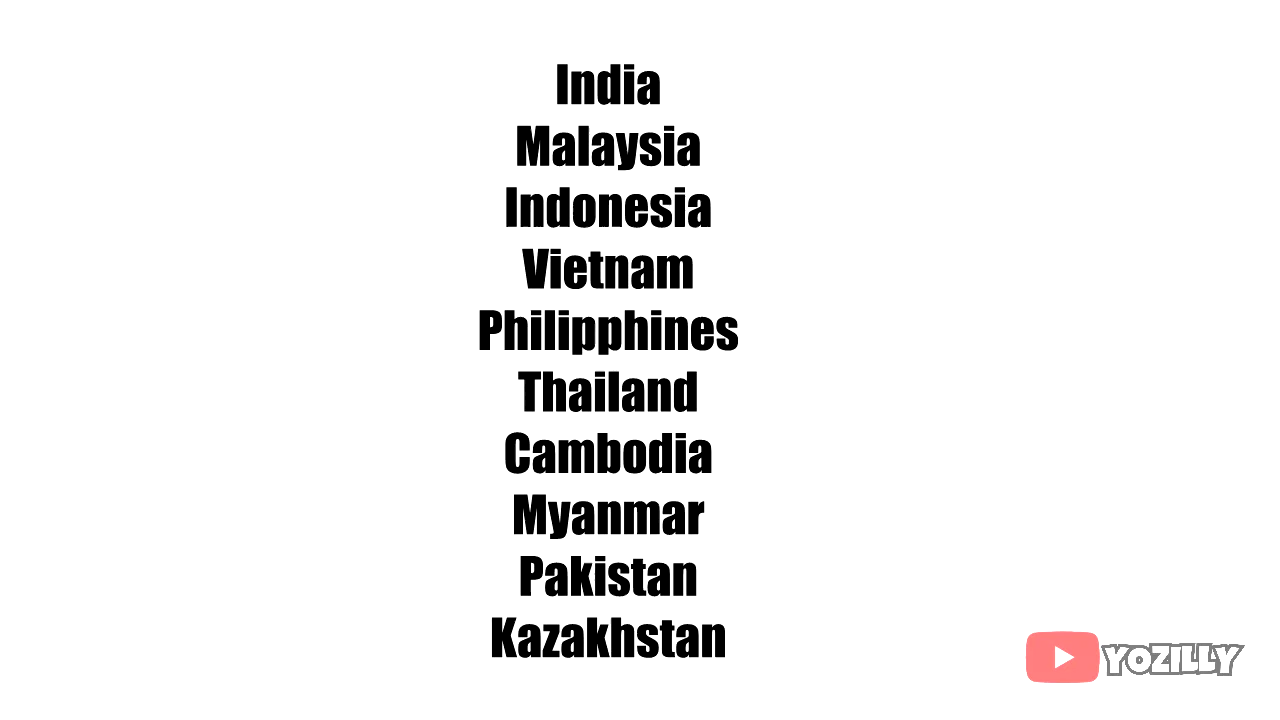 India
Malaysia
Indonesia
Vietnam
Philipphines
Thailand
Cambodia
Myanmar
Pakistan
Kazakhstan
YOZILLY